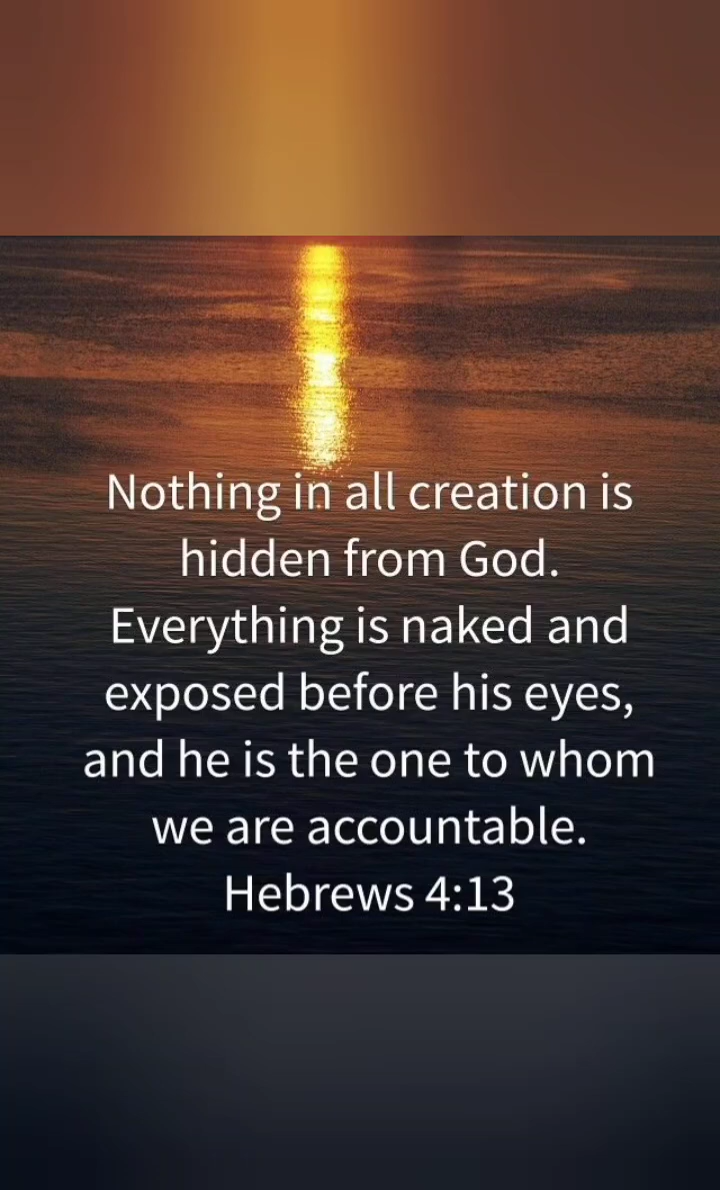 Nothing in all creation is
hidden from God.
Everything is naked and
exposed before his eyes,
and he is the one to whom
we are accountable.
Hebrews 4:13